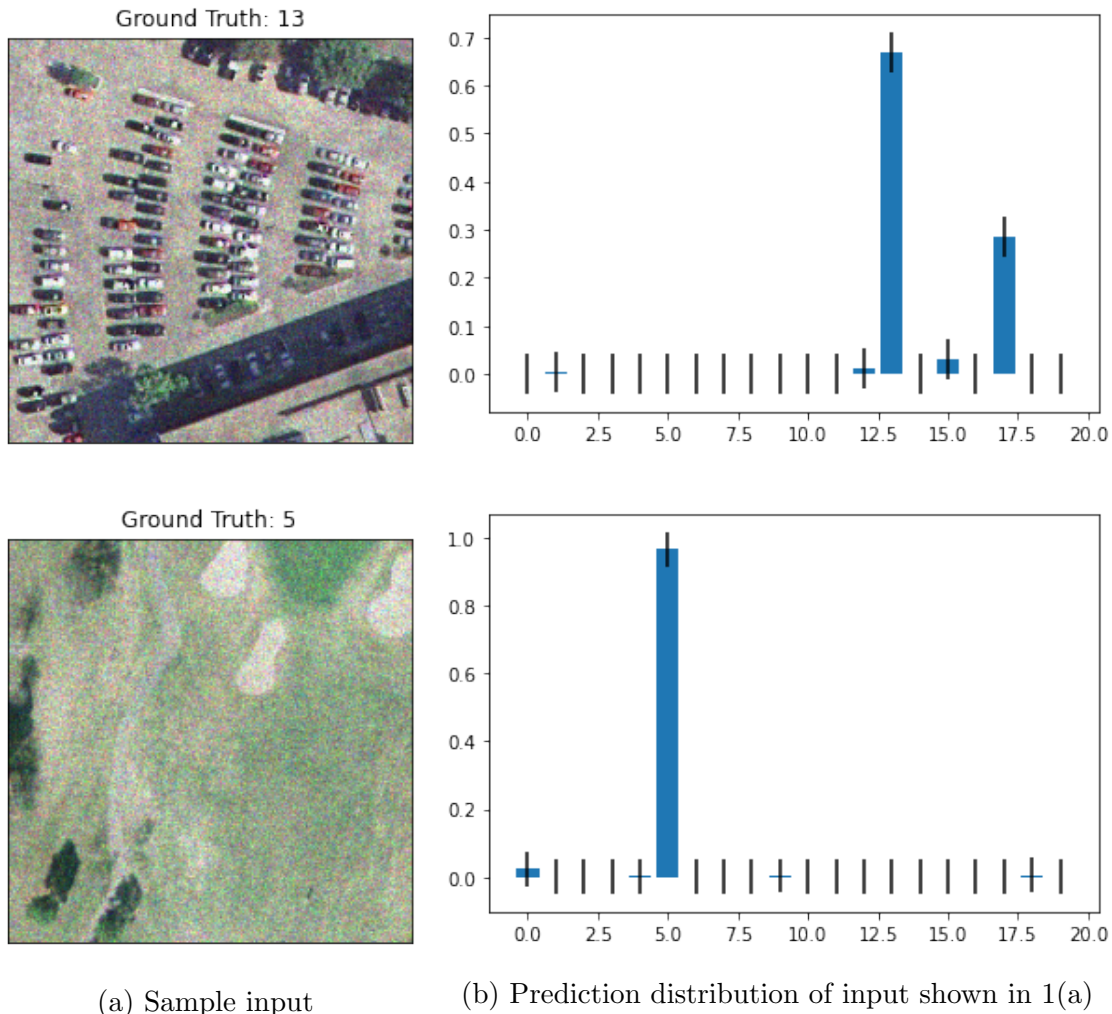 Ground Truth: 13
0.7
0.6
0.5
0.4
0.3
0.2
0.1
0.0
0.0 2.5 5.0 7.5 10.0 12.5 15.0 17.5 20.0
Ground Truth: 5
1.0
0.8
0.6
0.4
0.2
0.0
0.0 2.5 5.0 7.5 10.0 12.5 15.0 17.5 20.0
(a) Sample input
(b) Prediction distribution of input shown in 1(a)